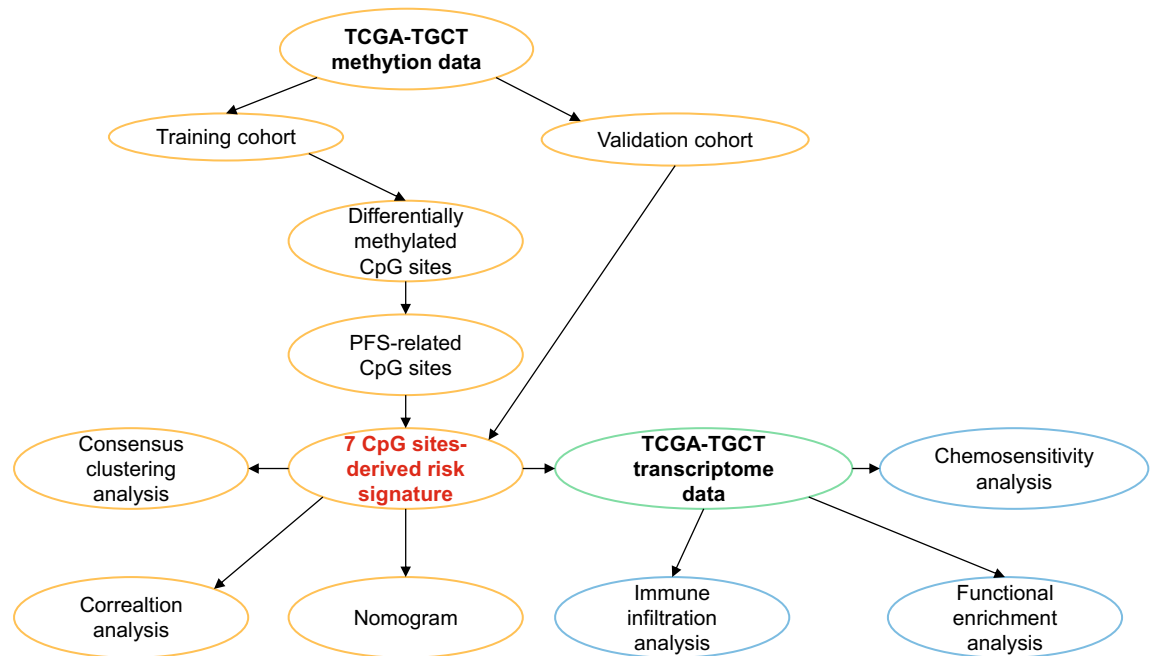 TCGA-TGCT
methytion data
Training cohort
Validation cohort
Differentially
methylated
CpG sites
PFS-related
CpG sites
Consensus
clustering
analysis
7 CpG sites-
derived risk
signature
TCGA-TGCT
transcriptome
data
Chemosensitivity
analysis
Correaltion
analysis
Nomogram
Immune
infiltration
analysis
Functional
enrichment
analysis